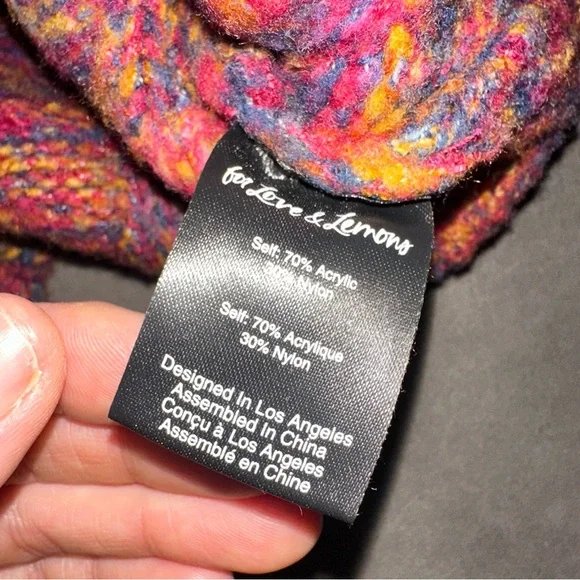 for Love & Lemons
Self: 70% Acrylic
30% Nylon
Self: 70% Acrylique
30% Nylon
Designed In Los Angeles
Assembled In China
Conçu à Los Angeles
Assemblé en Chine